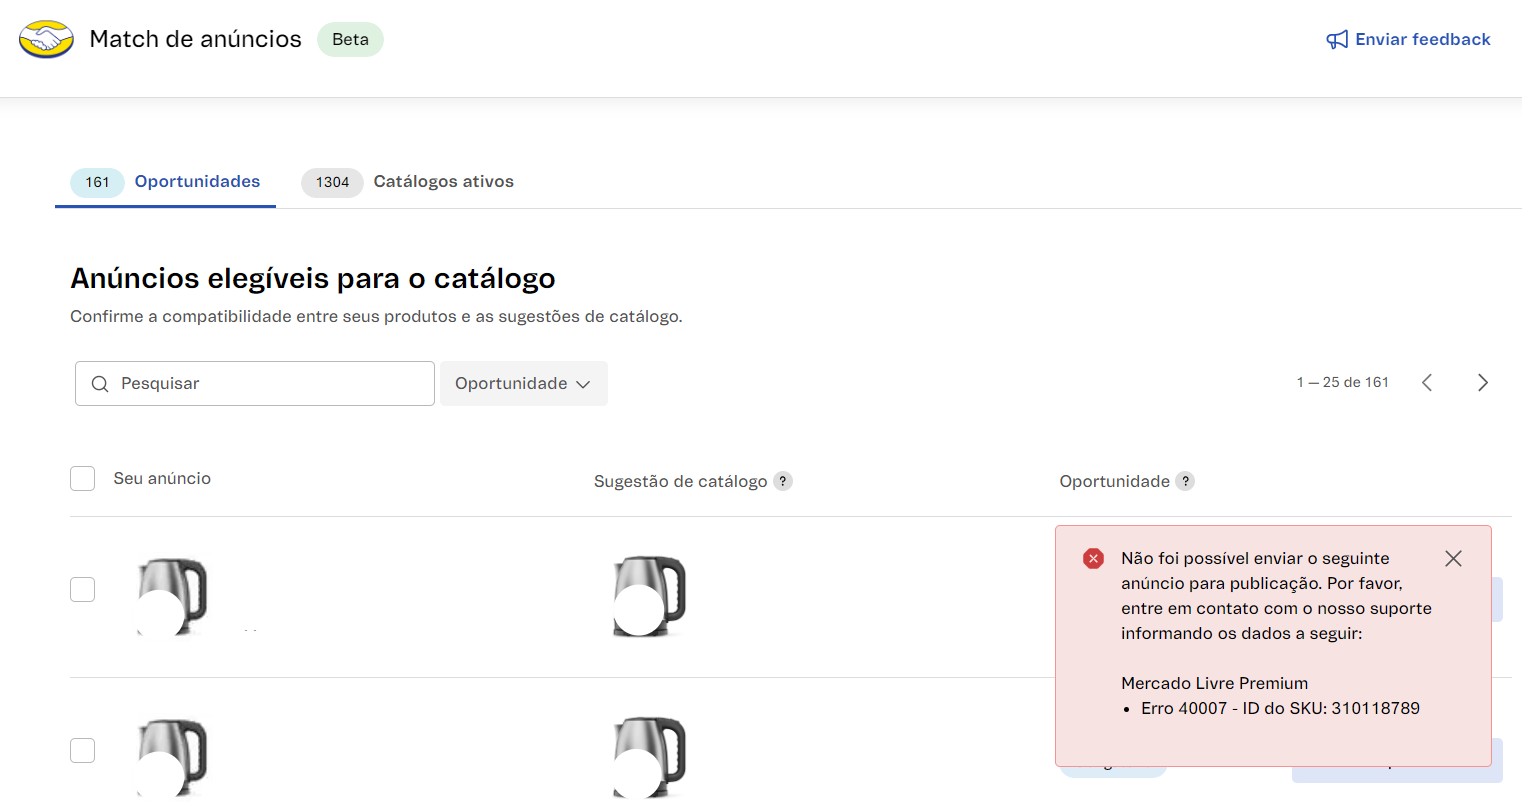 Match de anúncios
Beta
Enviar feedback
161
Oportunidades
1304
Catálogos ativos
Anúncios elegíveis para o catálogo
Confirme a compatibilidade entre seus produtos e as sugestões de catálogo.
Pesquisar
Oportunidade
1 — 25 de 161
Seu anúncio
Sugestão de catálogo ?
Oportunidade ?
Não foi possível enviar o seguinte
anúncio para publicação. Por favor,
entre em contato com o nosso suporte
informando os dados a seguir:
Mercado Livre Premium
• Erro 40007 - ID do SKU: 310118789